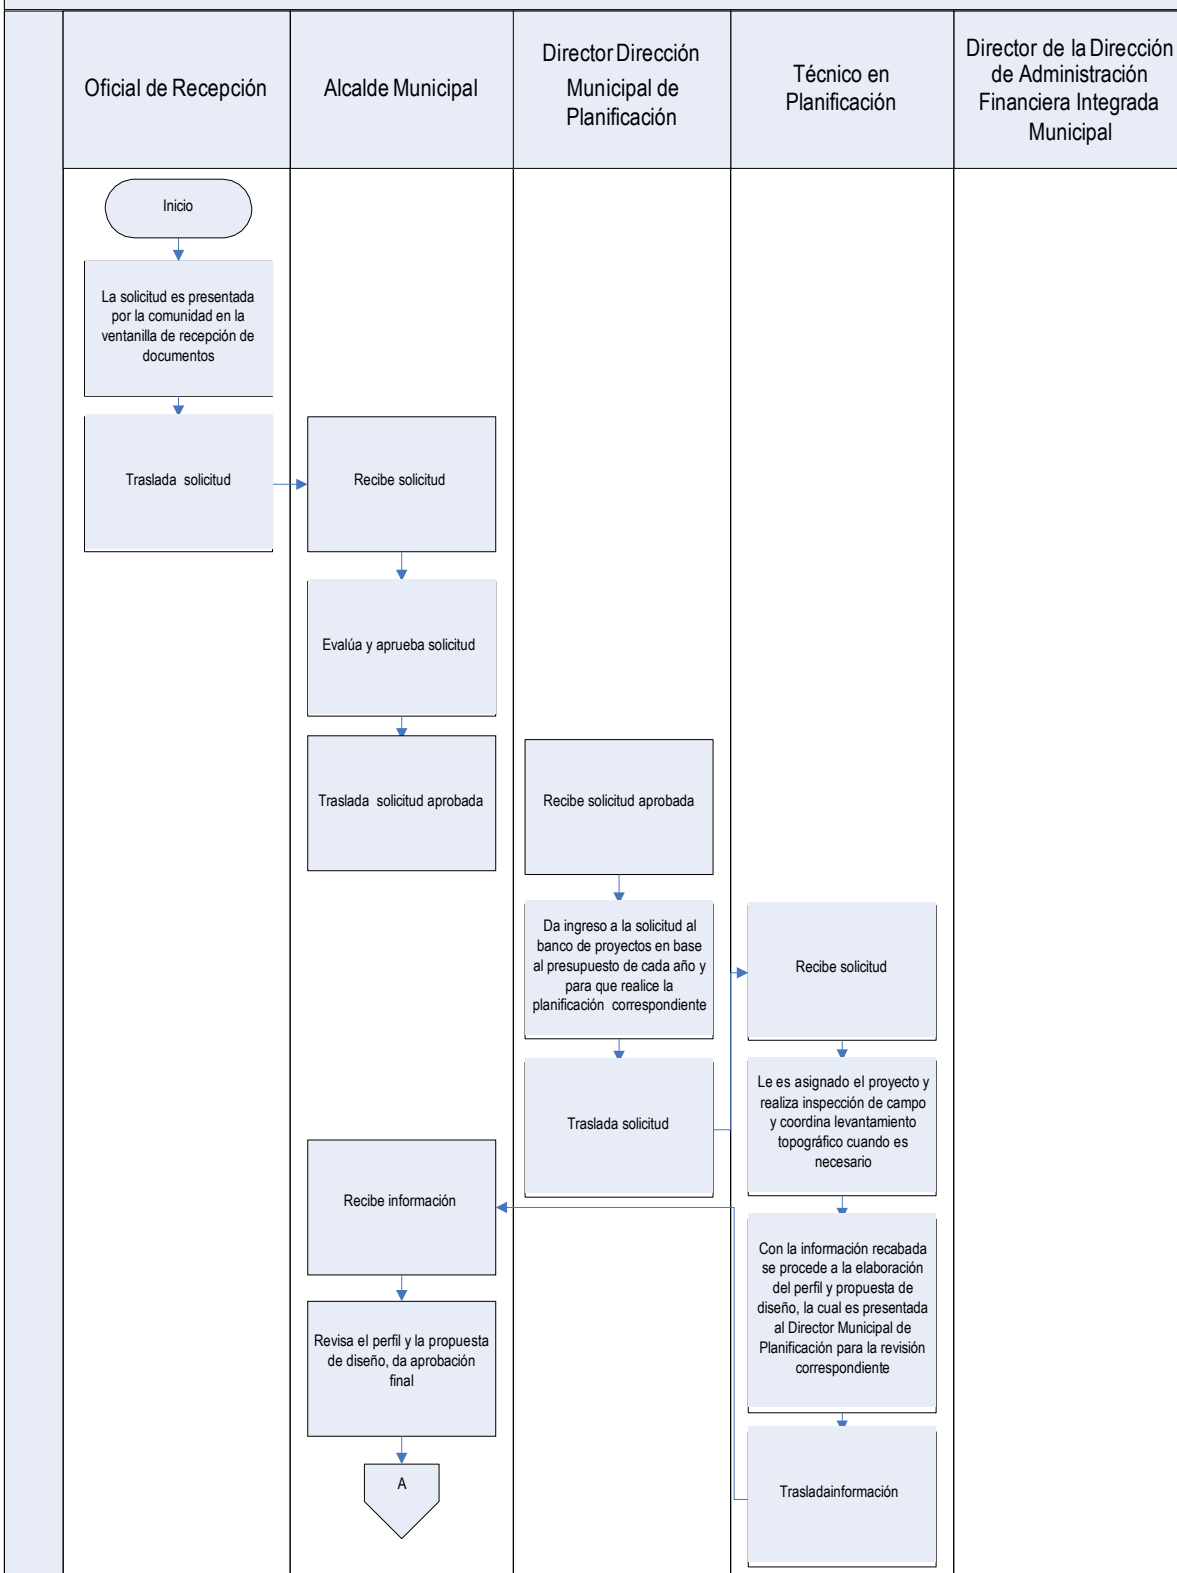 Oficial de Recepción
Alcalde Municipal
Director Dirección
Municipal de
Planificación
Técnico en
Planificación
Director de la Dirección
de Administración
Financiera Integrada
Municipal
Inicio
La solicitud es presentada
por la comunidad en la
ventanilla de recepción de
documentos
Traslada solicitud
Recibe solicitud
Evalúa y aprueba solicitud
Traslada solicitud aprobada
Recibe solicitud aprobada
Da ingreso a la solicitud al
banco de proyectos en base
al presupuesto de cada año y
para que realice la
planificación correspondiente
Traslada solicitud
Recibe solicitud
Le es asignado el proyecto y
realiza inspección de campo
y coordina levantamiento
topográfico cuando es
necesario
Con la información recabada
se procede a la elaboración
del perfil y propuesta de
diseño, la cual es presentada
al Director Municipal de
Planificación para la revisión
correspondiente
Trasladainformación
Recibe información
Revisa el perfil y la propuesta
de diseño, da aprobación
final
A